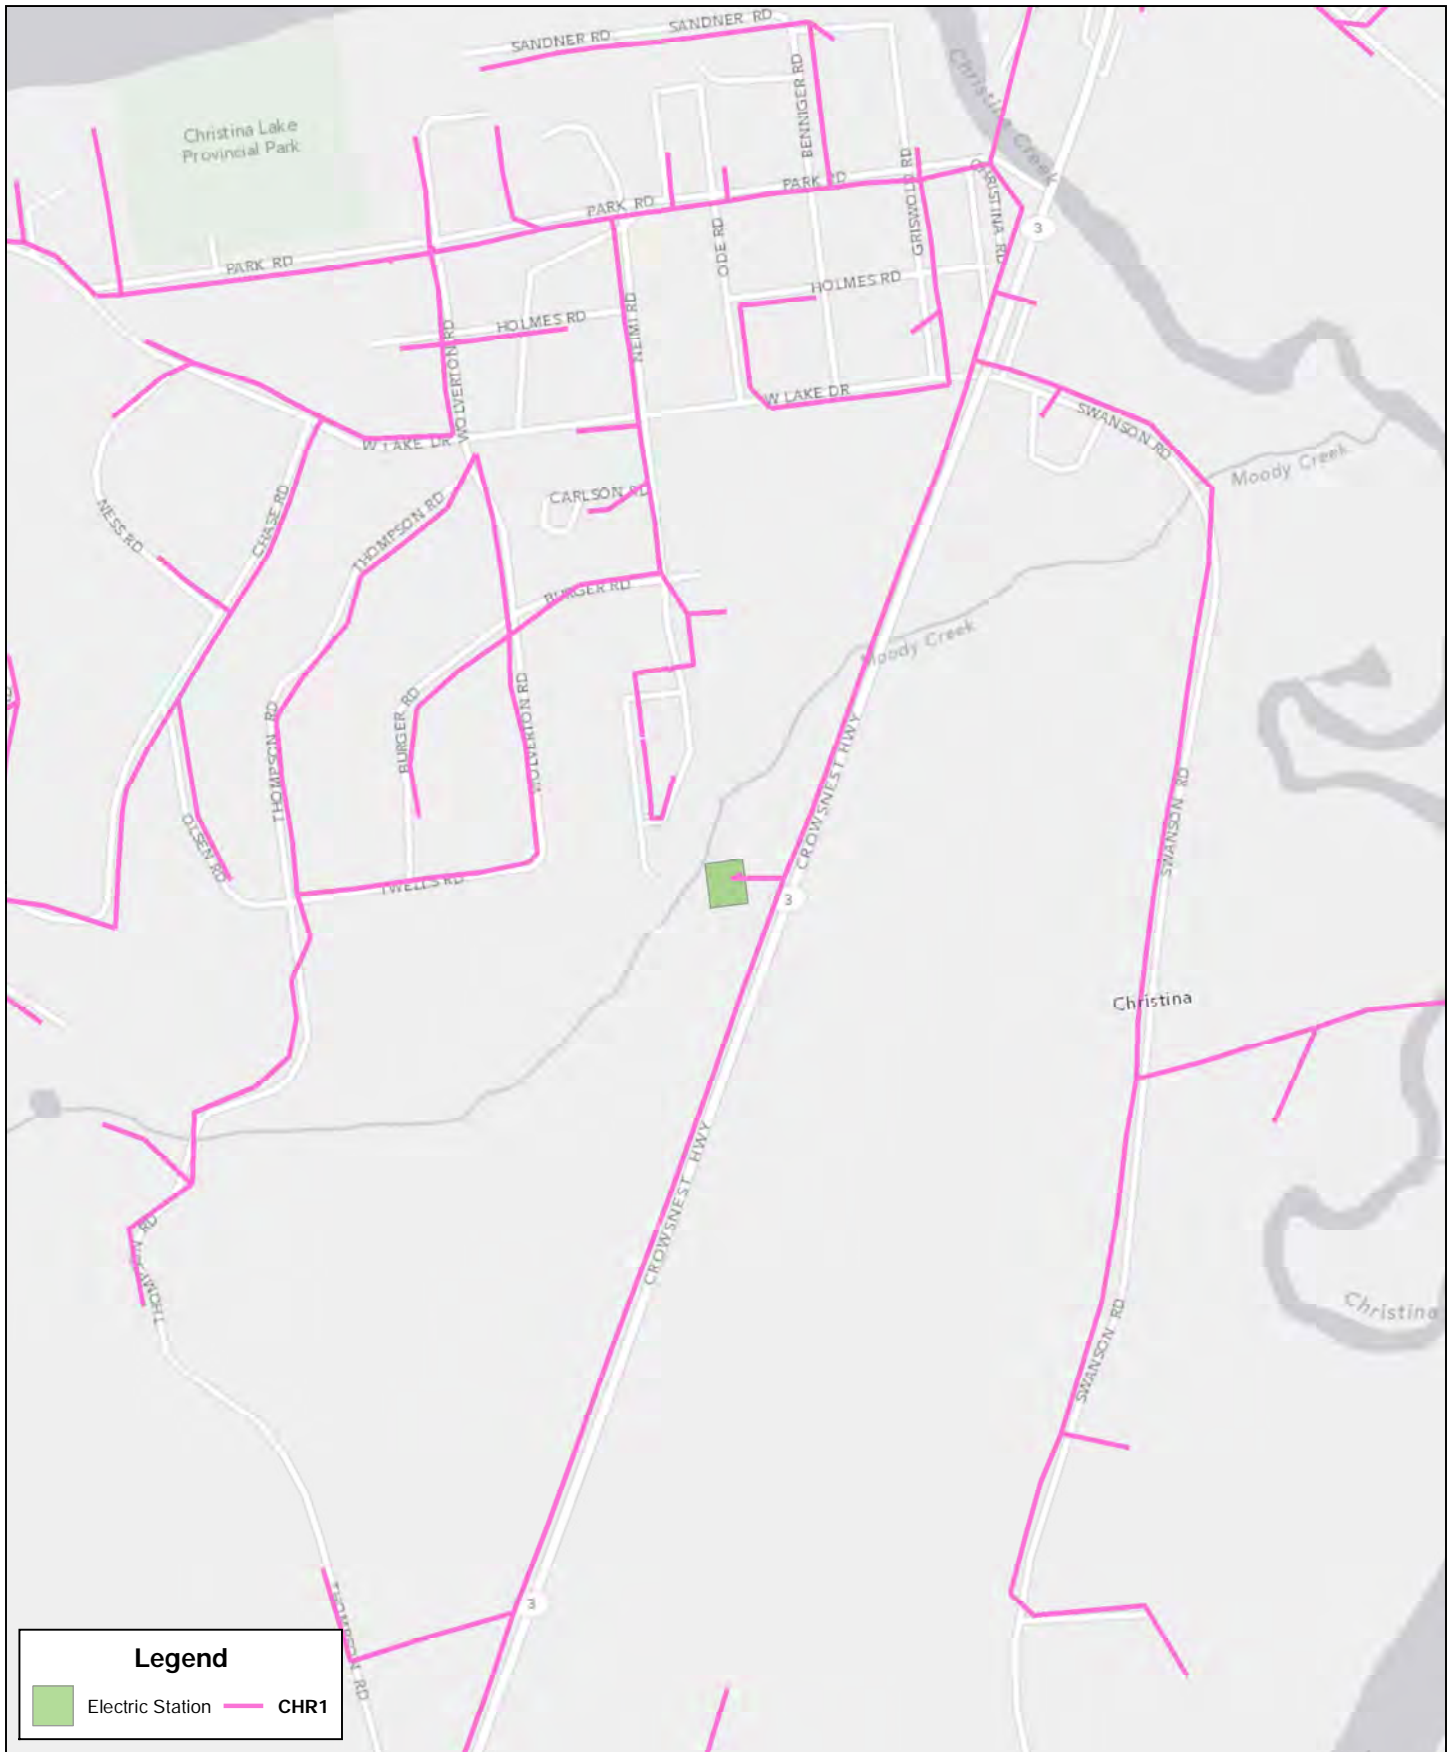 SANDNER RD
SANDNER RD
Christina Creek
BENNIGER RD
Christina Lake
Provincial Park
PARK RD
GRISWOLD RD
CHRISTINA RD
PARK RD
3
ODE RD
PARK RD
HOLMES RD
HOLMES RD
NEIMI RD
WOLVERTON RD
W LAKE DR
SWANSON RD
W LAKE DR
Moody Creek
CARLSON RD
THOMPSON RD
CHASE RD
NESS RD
BURGER RD
Moody Creek
BURGER RD
WOLVERTON RD
THOMPSON RD
CROWSNEST HWY
SWANSON RD
OLSEN RD
TWELLS RD
3
Christina
CROWSNEST HWY
THOMPSON RD
Christina
SWANSON RD
3
THOMPSON RD
Legend
Electric Station
CHR1